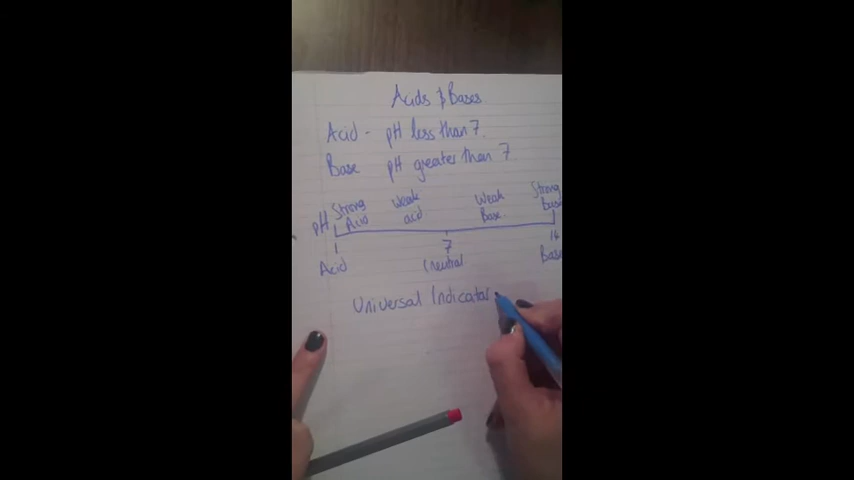 Acids & Bases
Acid - pH less than 7.
Base pH greater than 7
Strong Weak Weak Strong
pH Acid acid Base. base
1 7 14
Acid (neutral Base
Universal Indicator